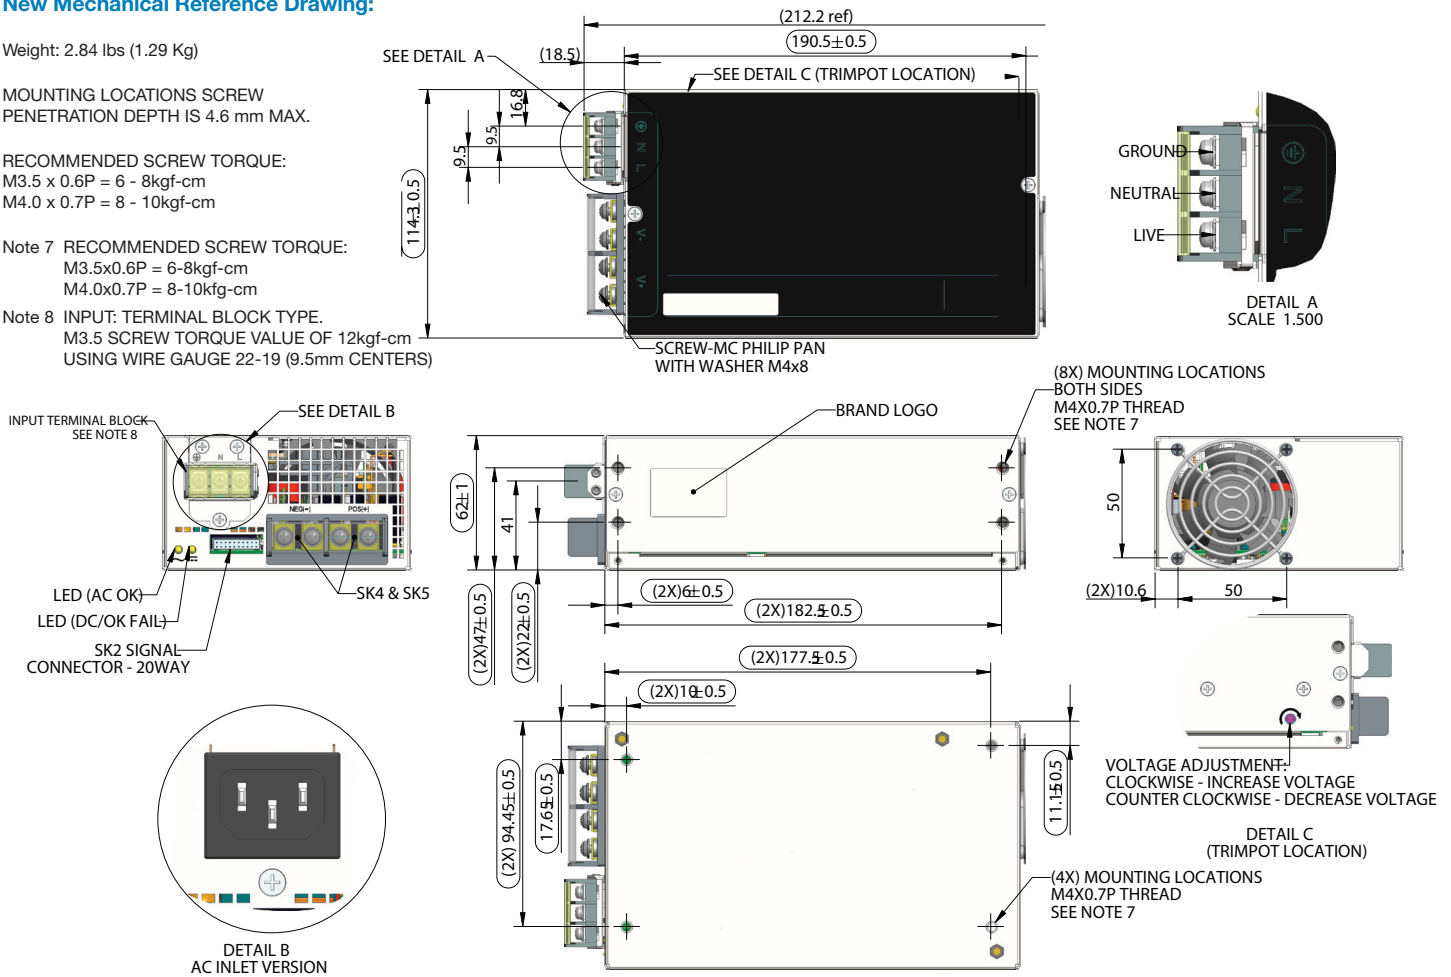 New Mechanical Reference Drawing:
Weight: 2.84 lbs (1.29 Kg)
MOUNTING LOCATIONS SCREW
PENETRATION DEPTH IS 4.6 mm MAX.
RECOMMENDED SCREW TORQUE:
M3.5 x 0.6P = 6 - 8kgf-cm
M4.0 x 0.7P = 8 - 10kgf-cm
Note 7 RECOMMENDED SCREW TORQUE:
M3.5x0.6P = 6-8kgf-cm
M4.0x0.7P = 8-10kfg-cm
Note 8 INPUT: TERMINAL BLOCK TYPE.
M3.5 SCREW TORQUE VALUE OF 12kgf-cm
USING WIRE GAUGE 22-19 (9.5mm CENTERS)
(212.2 ref)
190.5±0.5
(18.5)
SEE DETAIL A
SEE DETAIL C (TRIMPOT LOCATION)
16.8
9.5
9.5
114.3±0.5
N
L
V-
V+
SCREW-MC PHILIP PAN
WITH WASHER M4x8
GROUND
NEUTRAL
LIVE
N
L
DETAIL A
SCALE 1.500
INPUT TERMINAL BLOCK
SEE NOTE 8
SEE DETAIL B
N L
NEG(-) POS(+)
LED (AC OK)
LED (DC/OK FAIL)
SK2 SIGNAL
CONNECTOR - 20WAY
SK4 & SK5
BRAND LOGO
(8X) MOUNTING LOCATIONS
BOTH SIDES
M4X0.7P THREAD
SEE NOTE 7
62±1
41
(2X)47±0.5
(2X)22±0.5
(2X)6±0.5
(2X)182.5±0.5
50
(2X)10.6
50
(2X)177.5±0.5
(2X)10±0.5
(2X) 94.45±0.5
17.65±0.5
11.15±0.5
(4X) MOUNTING LOCATIONS
M4X0.7P THREAD
SEE NOTE 7
VOLTAGE ADJUSTMENT:
CLOCKWISE - INCREASE VOLTAGE
COUNTER CLOCKWISE - DECREASE VOLTAGE
DETAIL C
(TRIMPOT LOCATION)
DETAIL B
AC INLET VERSION